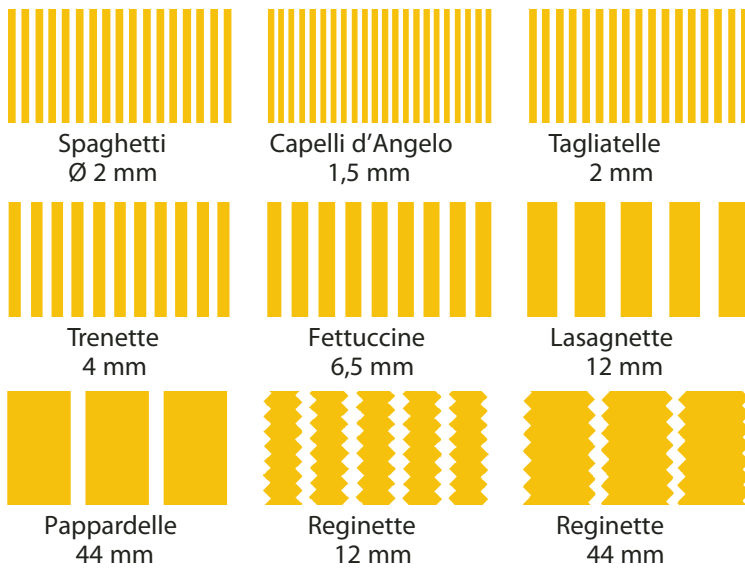 Spaghetti
Ø 2 mm
Capelli d’Angelo
1,5 mm
Tagliatelle
2 mm
Trenette
4 mm
Fettuccine
6,5 mm
Lasagnette
12 mm
Pappardelle
44 mm
Reginette
12 mm
Reginette
44 mm